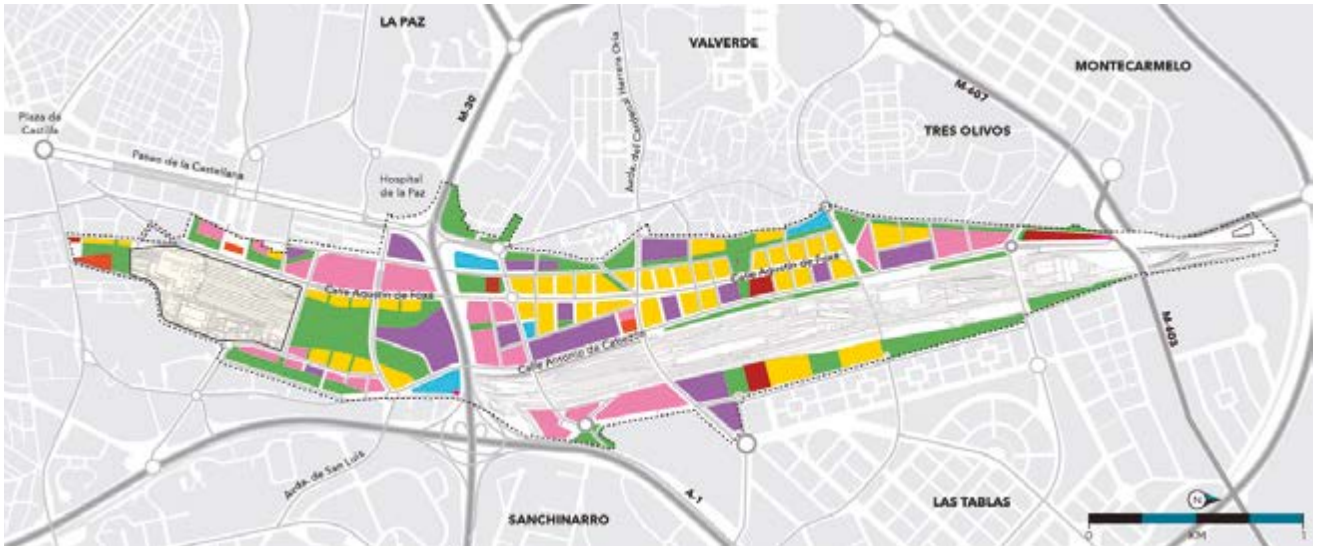 LA PAZ
VALVERDE
MONTECARMELO
Avda. del Cardenal Herrera Oria
M-30
M-607
Plaza de
Castilla
TRES OLIVOS
Paseo de la Castellana
Hospital
de la Paz
Calle Agustín de Foxá
Calle Agustín de Foxá
Calle Antonio de Cabezón
M-603
Avda. de San Luis
A-1
SANCHINARRO
LAS TABLAS
N
0
KM
1